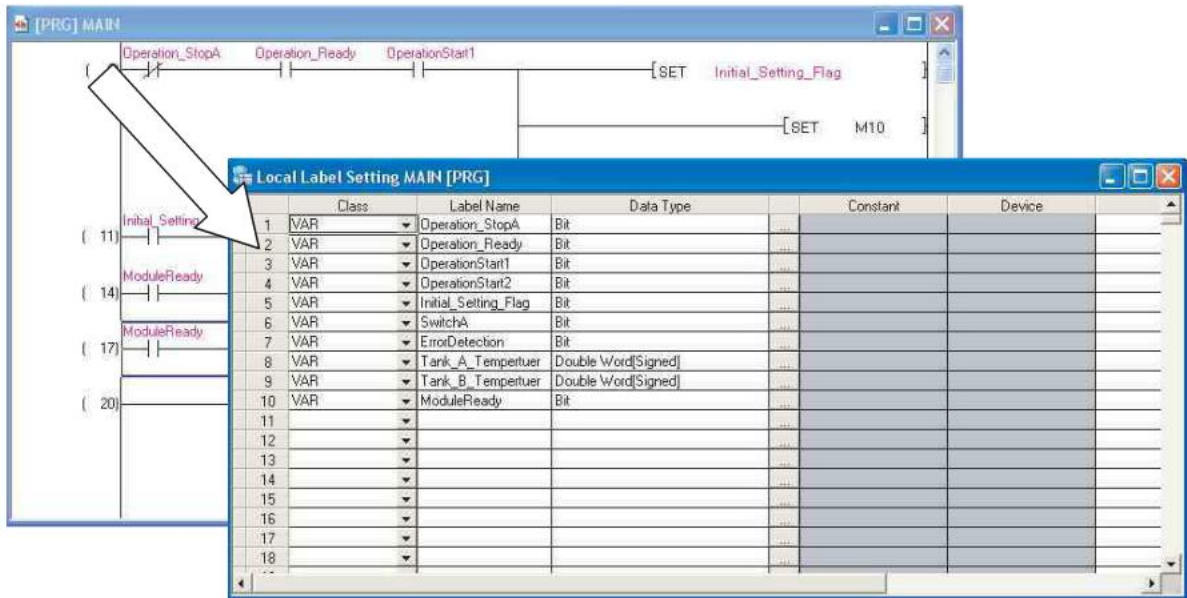 [PRG] MAIN
Operation_StopA Operation_Ready OperationStart1
[SET Initial_Setting_Flag ]
[SET M10 ]
Local Label Setting MAIN [PRG]
Class Label Name Data Type Constant Device
1 VAR Operation_StopA Bit ...
2 VAR Operation_Ready Bit ...
3 VAR OperationStart1 Bit ...
4 VAR OperationStart2 Bit ...
5 VAR Initial_Setting_Flag Bit ...
6 VAR SwitchA Bit ...
7 VAR ErrorDetection Bit ...
8 VAR Tank_A_Tempertuer Double Word[Signed] ...
9 VAR Tank_B_Tempertuer Double Word[Signed] ...
10 VAR ModuleReady Bit ...
11 ...
12 ...
13 ...
14 ...
15 ...
16 ...
17 ...
18 ...
Initial_Setting
( 11)
ModuleReady
( 14)
ModuleReady
( 17)
( 20)